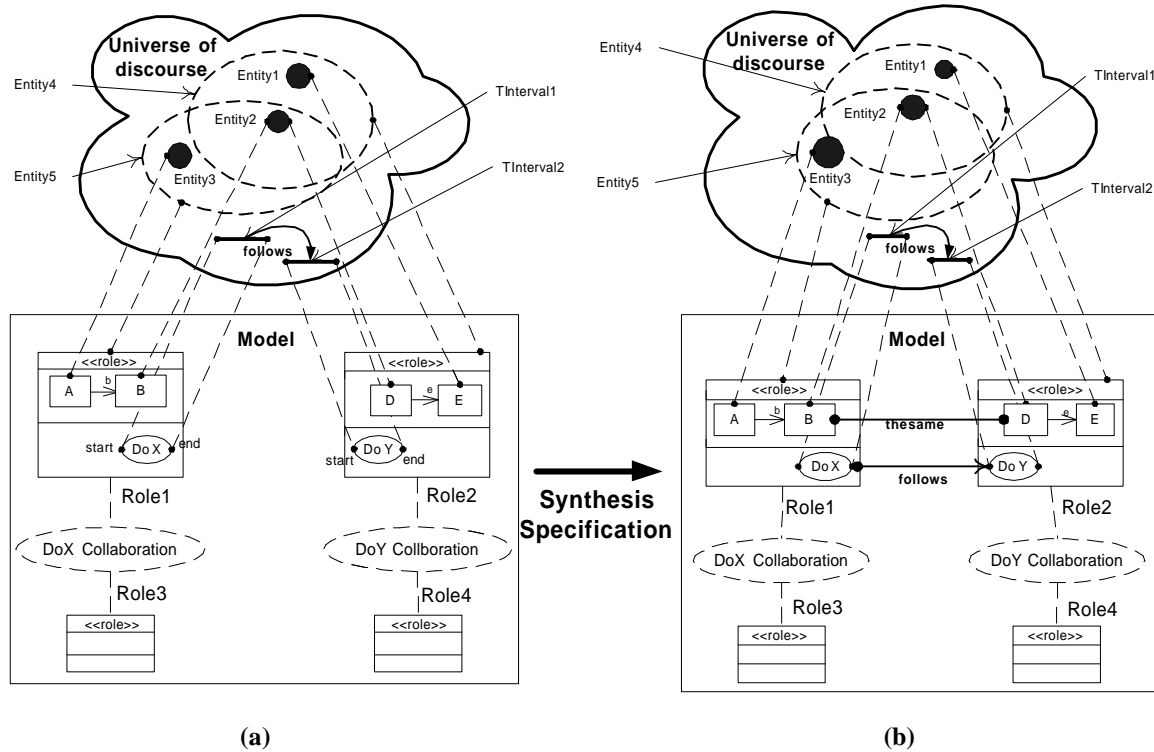 Universe of
discourse
Entity4
Entity1
Entity2
Entity5
Entity3
TInterval1
TInterval2
follows
Model
<<role>>
A
b
B
start
Do X
end
Role1
DoX Collaboration
Role3
<<role>>
<<role>>
D
e
E
start
Do Y
end
Role2
DoY Collboration
Role4
<<role>>
(a)
Synthesis
Specification
Universe of
discourse
Entity4
Entity1
Entity2
Entity5
Entity3
TInterval1
TInterval2
follows
Model
<<role>>
A
b
B
Do X
thesame
follows
Role1
DoX Collaboration
Role3
<<role>>
<<role>>
D
e
E
Do Y
Role2
DoY Collaboration
Role4
<<role>>
(b)